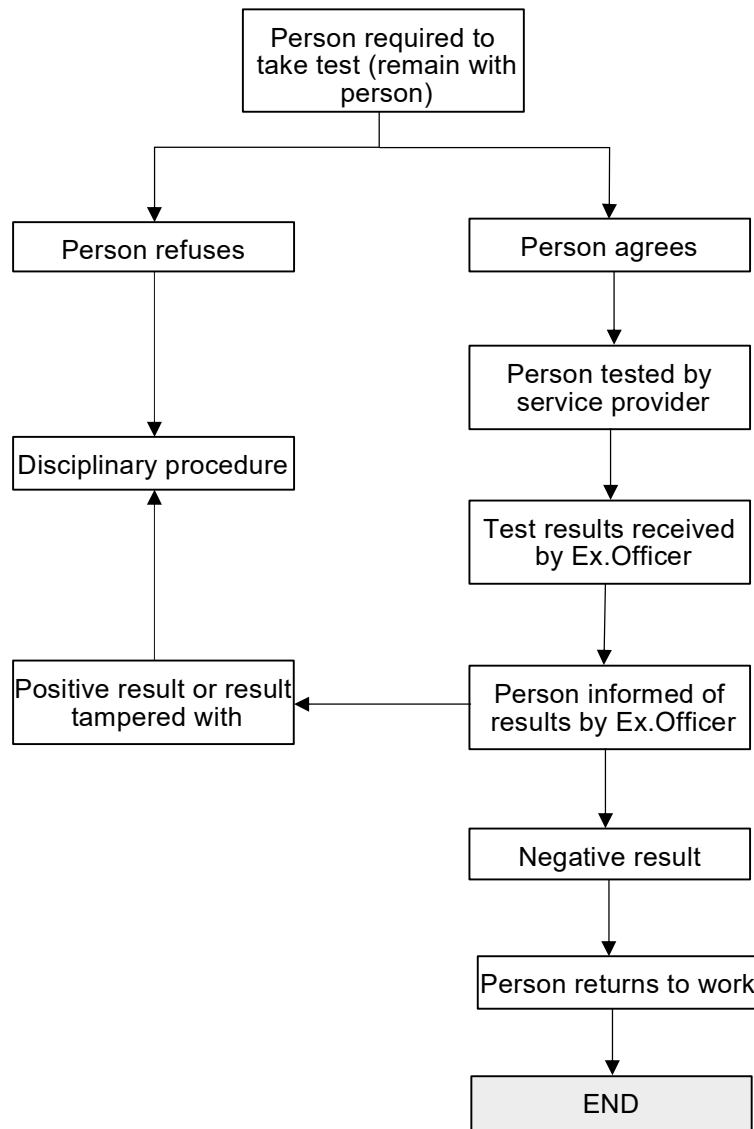 Person required to
take test (remain with
person)
Person refuses
Person agrees
Person tested by
service provider
Disciplinary procedure
Test results received
by Ex.Officer
Positive result or result
tampered with
Person informed of
results by Ex.Officer
Negative result
Person returns to work
END